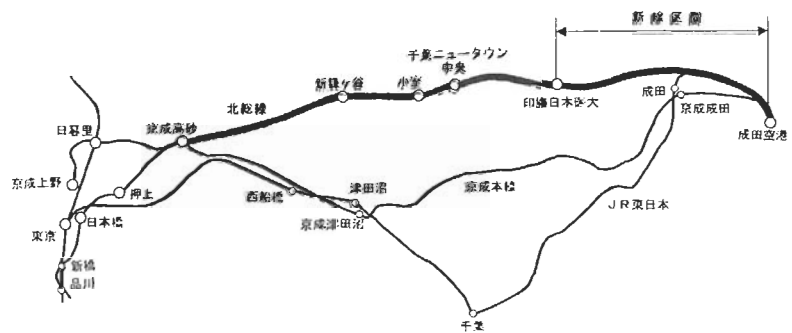 新線区間
千葉ニュータウン
中央
新鎌ヶ谷
小室
北総線
印旛日本医大
成田
京成成田
成田空港
日暮里
京成高砂
京成上野
押上
西船橋
津田沼
京成本線
東京
日本橋
京成津田沼
JR東日本
新橋
品川
千葉